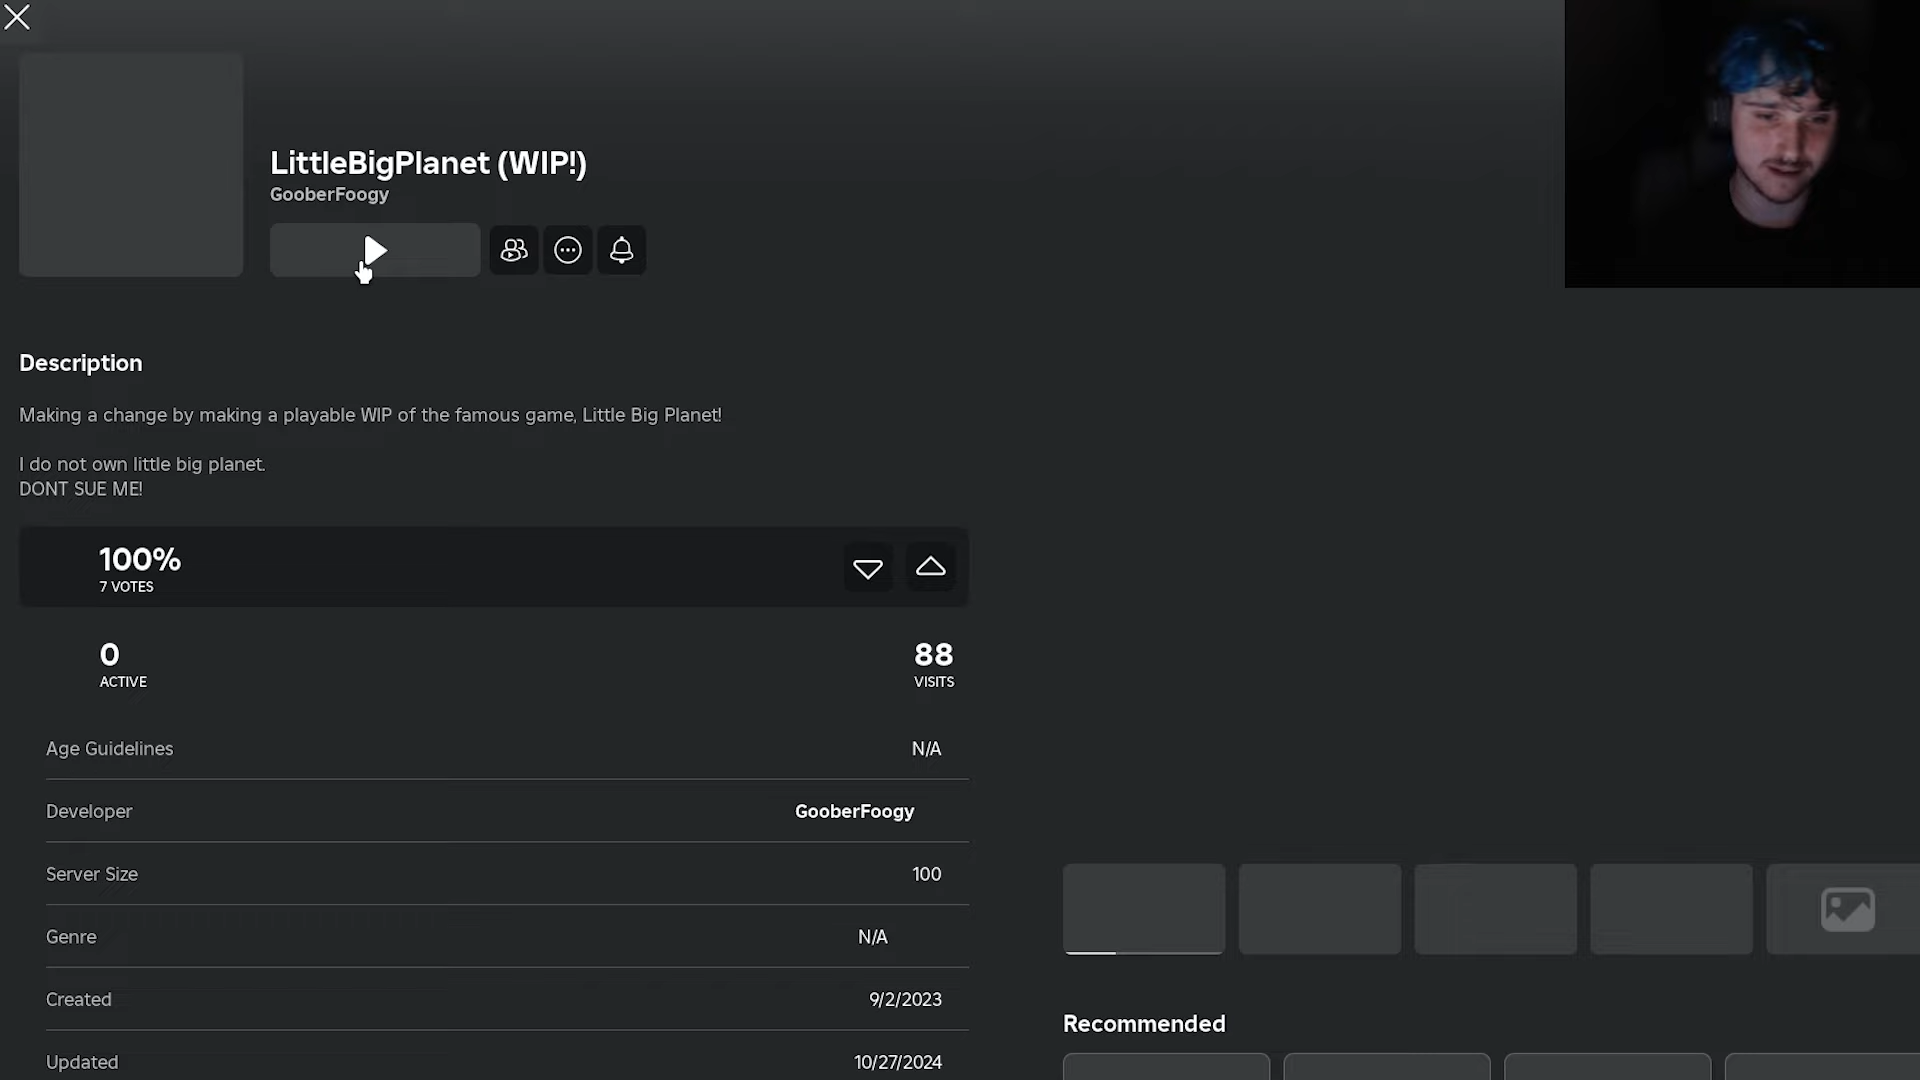 LittleBigPlanet (WIP!)
GooberFoogy
Description
Making a change by making a playable WIP of the famous game, Little Big Planet!
I do not own little big planet.
DONT SUE ME!
100%
7 VOTES
0
ACTIVE
88
VISITS
Age Guidelines N/A
Developer GooberFoogy
Server Size 100
Genre N/A
Created 9/2/2023
Updated 10/27/2024
Recommended